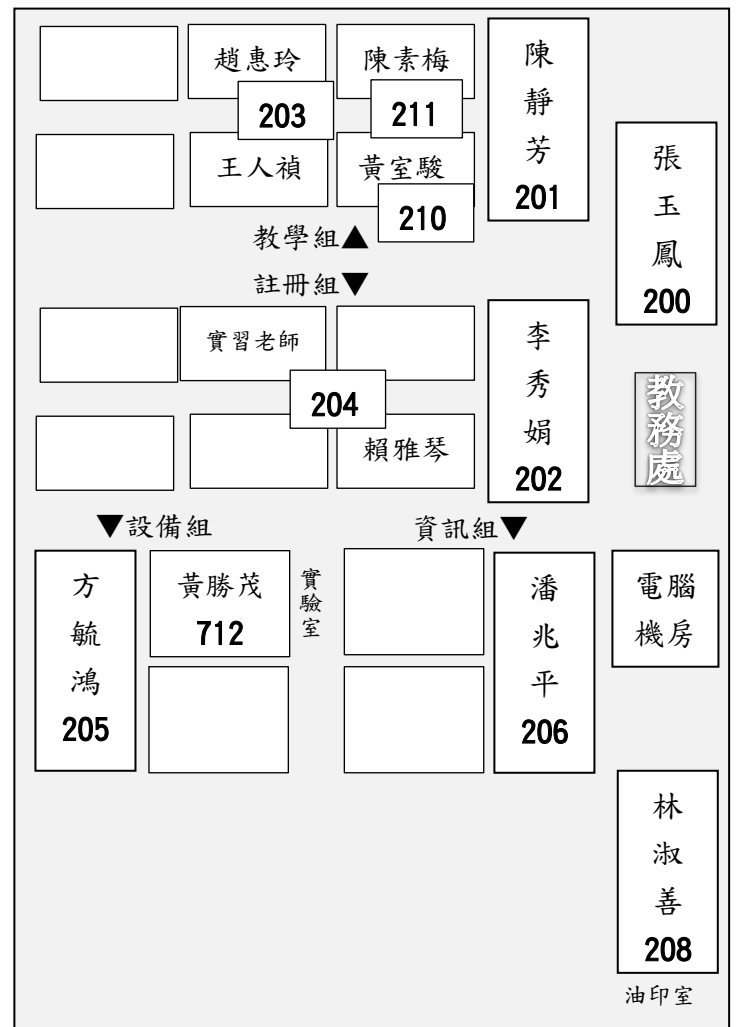 趙惠玲
陳素梅
陳靜芳
201
203
211
王人禎
黃室駿
210
張玉鳳
200
教學組▲
註冊組▼
實習老師
李秀娟
202
204
賴雅琴
教務處
▼設備組
資訊組▼
方毓鴻
205
黃勝茂
712
實驗室
潘兆平
206
電腦
機房
林淑善
208
油印室